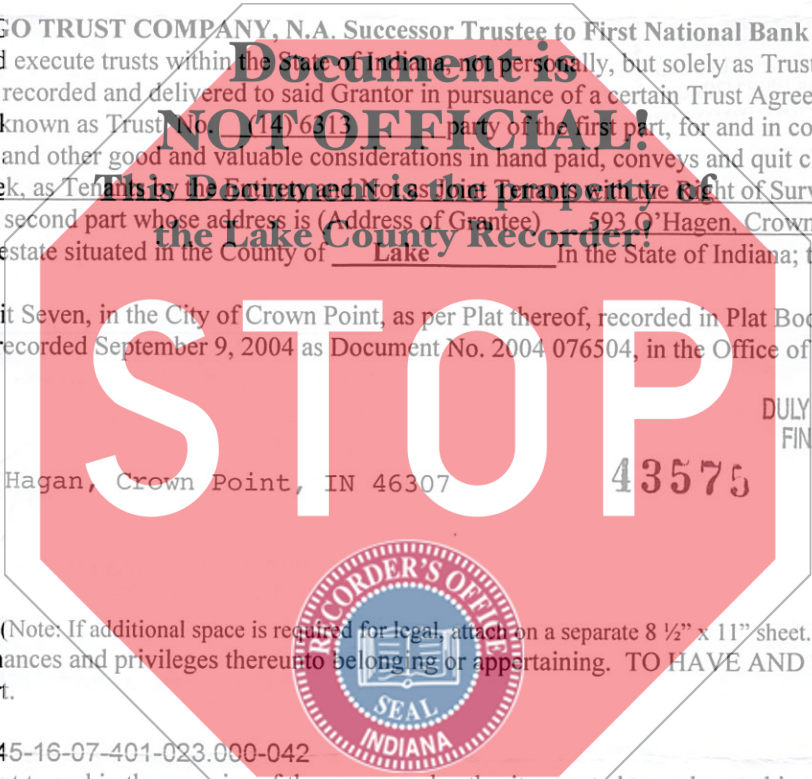 GO TRUST COMPANY, N.A. Successor Trustee to First National Bank
d execute trusts within the State of Indiana, not personally, but solely as Trust
Document is
recorded and delivered to said Grantor in pursuance of a certain Trust Agree
known as Trust No. (14) 6313 party of the first part, for and in co
NOT OFFICIAL!
and other good and valuable considerations in hand paid, conveys and quit c
k, as Tenants by the Entirety and Not as Joint Tenants with the Right of Surv
This Document is the property of
second part whose address is (Address of Grantee) 593 O'Hagen, Crown
the Lake County Recorder!
estate situated in the County of Lake In the State of Indiana; t
it Seven, in the City of Crown Point, as per Plat thereof, recorded in Plat Boo
recorded September 9, 2004 as Document No. 2004 076504, in the Office of
STOP
DULY
FIN
Hagan, Crown Point, IN 46307 43575
RECORDER'S OFFICE
SEAL
INDIANA
(Note: If additional space is required for legal, attach on a separate 8 ½" x 11" sheet.
nances and privileges thereunto belonging or appertaining. TO HAVE AND
t.
45-16-07-401-023.000-042